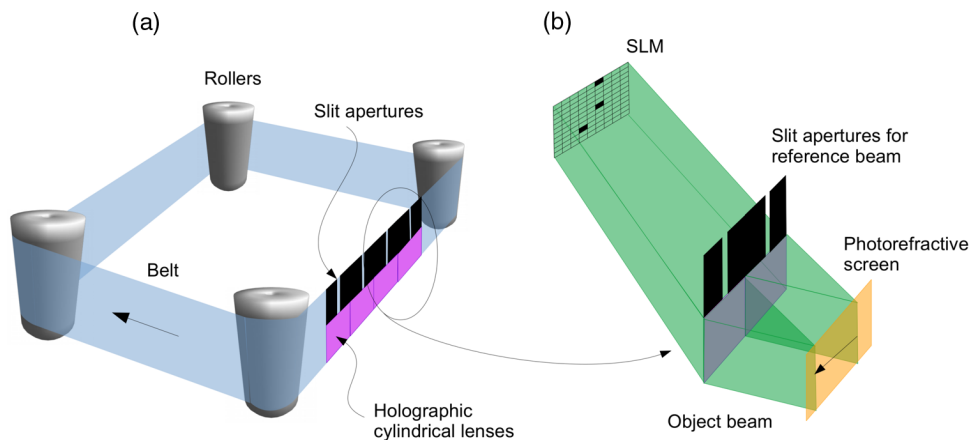 (a)
Rollers
Slit apertures
Belt
Holographic
cylindrical lenses
(b)
SLM
Slit apertures for
reference beam
Photorefractive
screen
Object beam